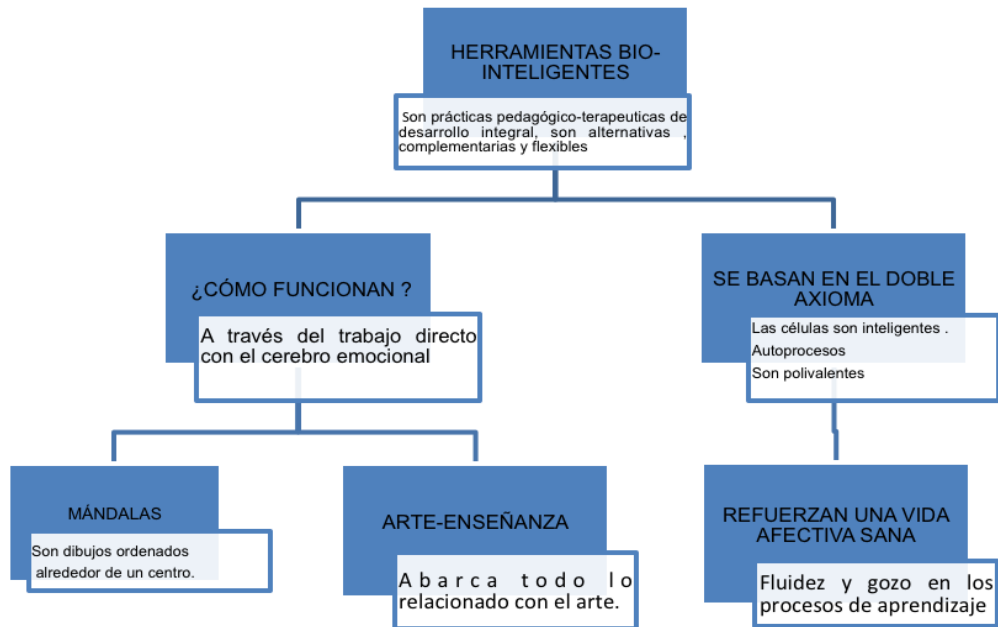 HERRAMIENTAS BIO-
INTELIGENTES
Son prácticas pedagógico-terapeuticas de
desarrollo integral, son alternativas ,
complementarias y flexibles
¿CÓMO FUNCIONAN ?
A través del trabajo directo
con el cerebro emocional
SE BASAN EN EL DOBLE
AXIOMA
Las células son inteligentes .
Autoprocesos
Son polivalentes
MÁNDALAS
Son dibujos ordenados
alrededor de un centro.
ARTE-ENSEÑANZA
Abarca todo lo
relacionado con el arte.
REFUERZAN UNA VIDA
AFECTIVA SANA
Fluidez y gozo en los
procesos de aprendizaje